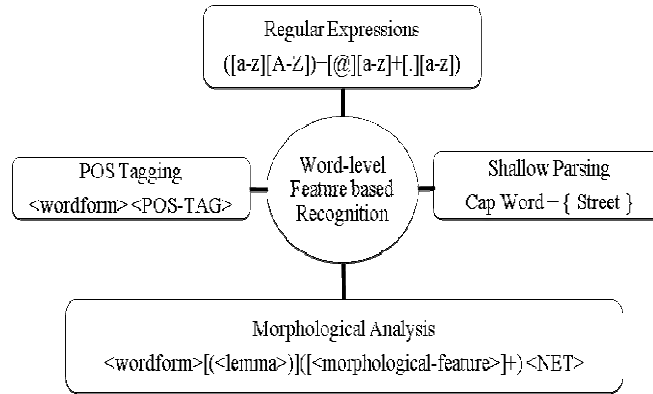 Regular Expressions
([a-z][A-Z])−[@][a-z]+[.][a-z])
POS Tagging
<wordform><POS-TAG>
Word-level
Feature based
Recognition
Shallow Parsing
Cap Word−{ Street }
Morphological Analysis
<wordform>[(<lemma>)]([<morphological-feature>]+)<NET>